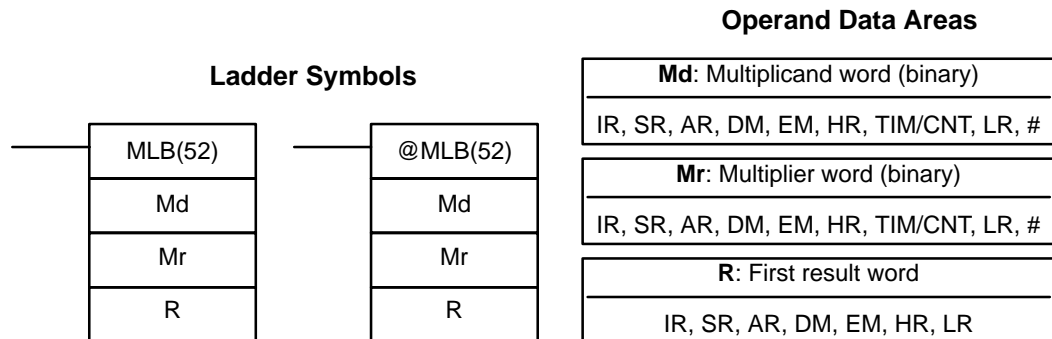 Ladder Symbols
MLB(52)
Md
Mr
R
@MLB(52)
Md
Mr
R
Operand Data Areas
Md: Multiplicand word (binary)
IR, SR, AR, DM, EM, HR, TIM/CNT, LR, #
Mr: Multiplier word (binary)
IR, SR, AR, DM, EM, HR, TIM/CNT, LR, #
R: First result word
IR, SR, AR, DM, EM, HR, LR